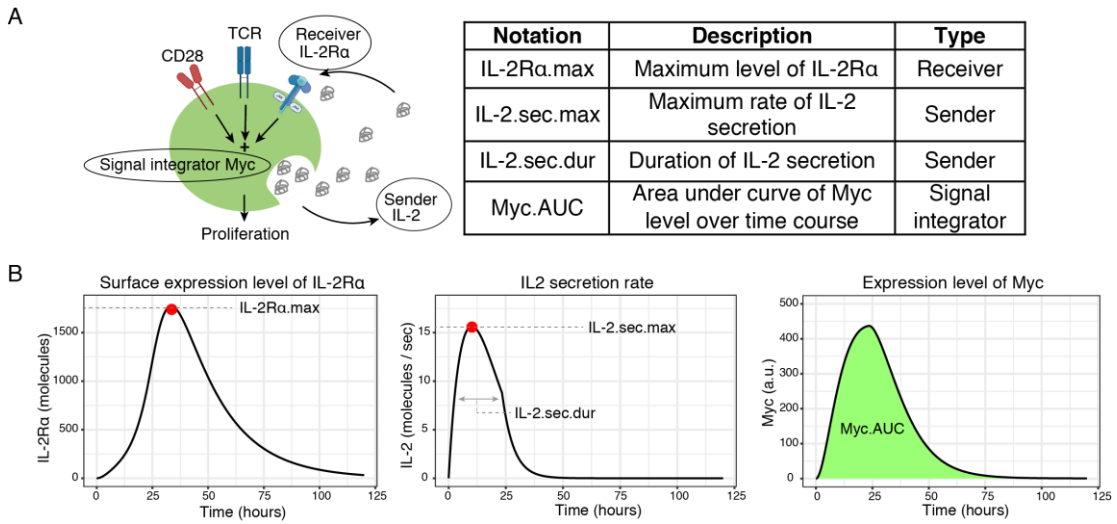 A
TCR
CD28
Receiver
IL-2Rα
+
Signal integrator Myc
Sender
IL-2
Proliferation
Notation Description Type
IL-2Rα.max Maximum level of IL-2Rα Receiver
IL-2.sec.max Maximum rate of IL-2 secretion Sender
IL-2.sec.dur Duration of IL-2 secretion Sender
Myc.AUC Area under curve of Myc level over time course Signal integrator
B
Surface expression level of IL-2Rα
IL-2Rα.max
IL-2Rα (molecules)
1500
1000
500
0
0 25 50 75 100 125
Time (hours)
IL2 secretion rate
IL-2.sec.max
IL-2.sec.dur
IL-2 (molecules / sec)
15
10
5
0
0 25 50 75 100 125
Time (hours)
Expression level of Myc
Myc.AUC
Myc (a.u.)
500
400
300
200
100
0
0 25 50 75 100 125
Time (hours)